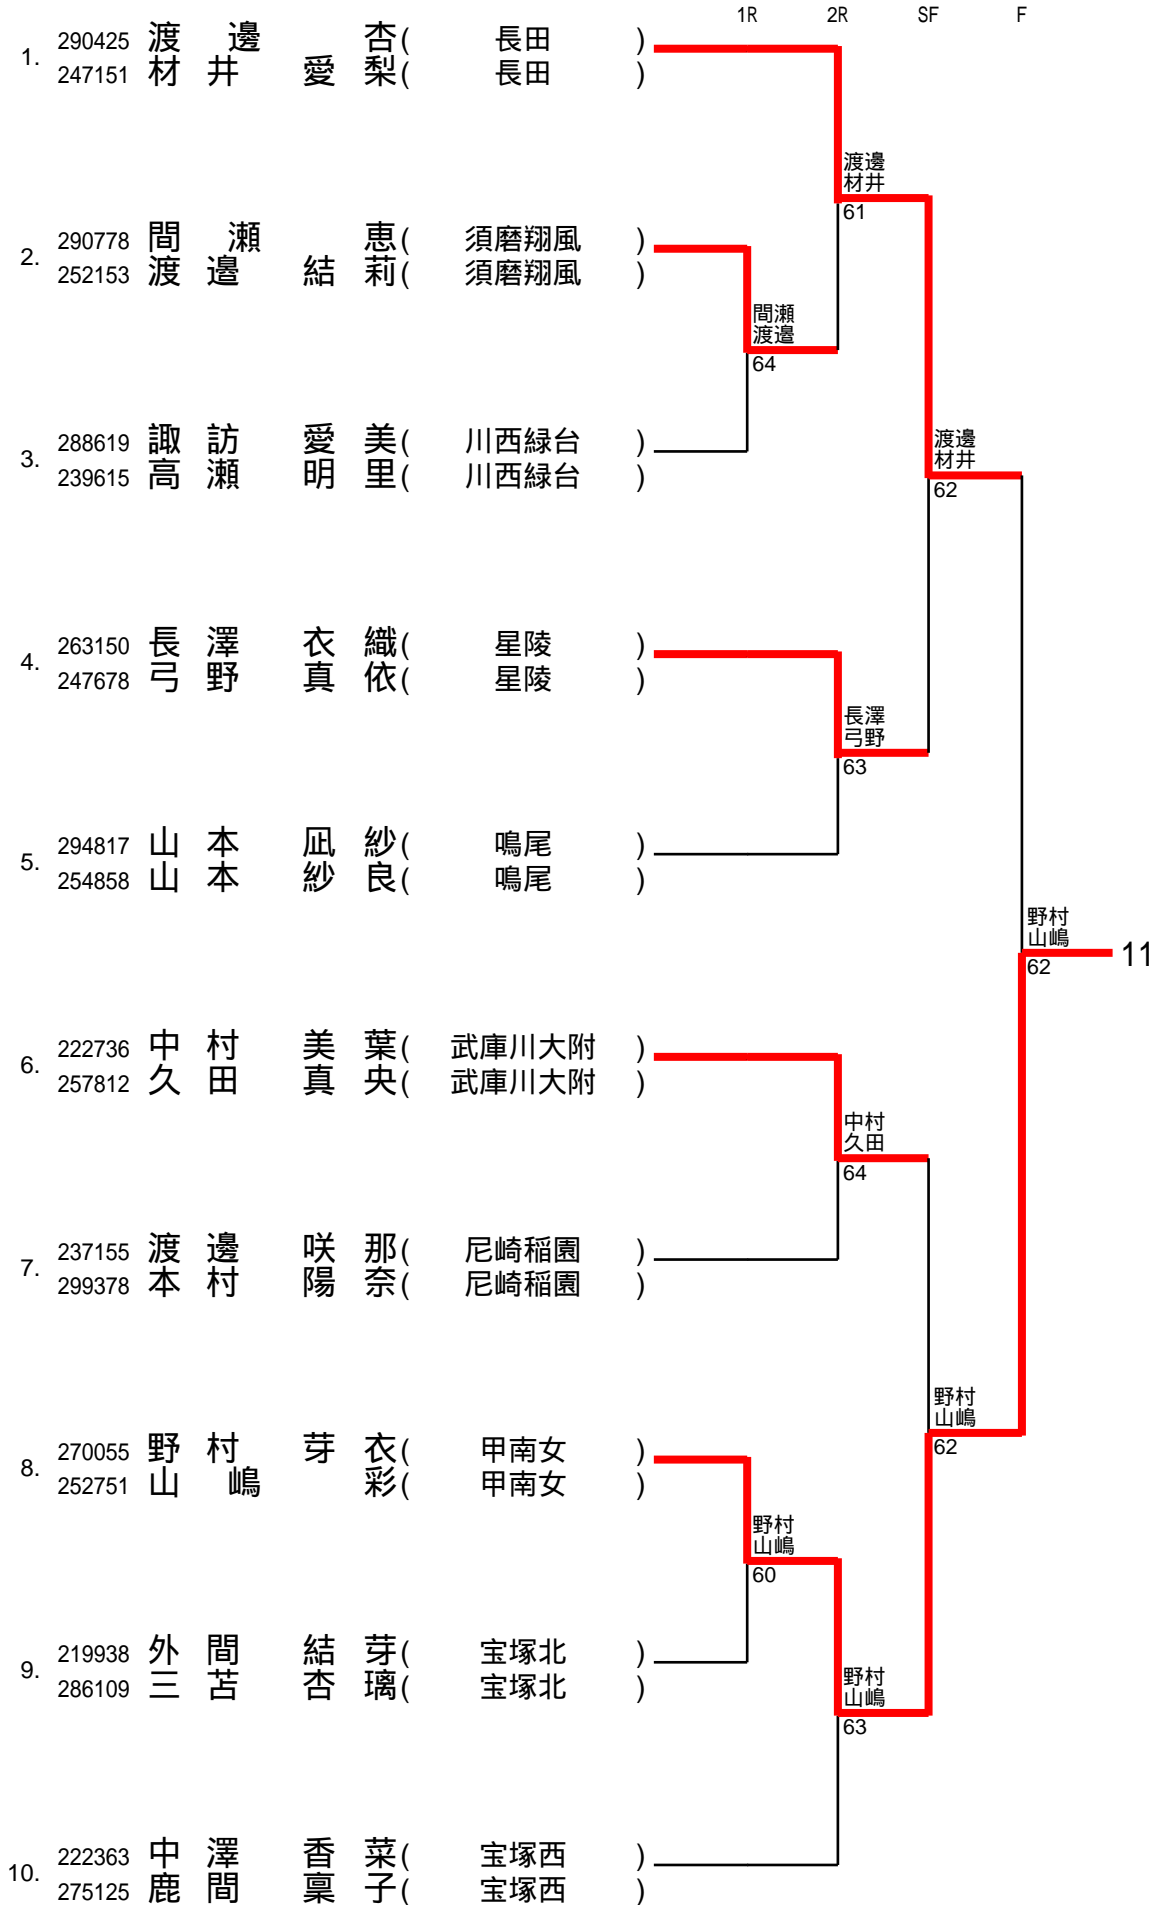 1R 2R SF F
1. 290425 渡邊 杏( 長田 )
247151 材井 愛梨( 長田 )
渡邊
材井
61
2. 290778 間瀬 恵( 須磨翔風 )
252153 渡邉 結莉( 須磨翔風 )
間瀬
渡邉
64
3. 288619 諏訪 愛美( 川西緑台 )
239615 高瀬 明里( 川西緑台 )
渡邊
材井
62
4. 263150 長澤 衣織( 星陵 )
247678 弓野 真依( 星陵 )
長澤
弓野
63
5. 294817 山本 凪紗( 鳴尾 )
254858 山本 紗良( 鳴尾 )
野村
山嶋
62
11
6. 222736 中村 美葉( 武庫川大附 )
257812 久田 真央( 武庫川大附 )
中村
久田
64
7. 237155 渡邊 咲那( 尼崎稲園 )
299378 本村 陽奈( 尼崎稲園 )
野村
山嶋
62
8. 270055 野村 芽衣( 甲南女 )
252751 山嶋 彩( 甲南女 )
野村
山嶋
60
9. 219938 外間 結芽( 宝塚北 )
286109 三苫 杏璃( 宝塚北 )
野村
山嶋
63
10. 222363 中澤 香菜( 宝塚西 )
275125 鹿間 稟子( 宝塚西 )